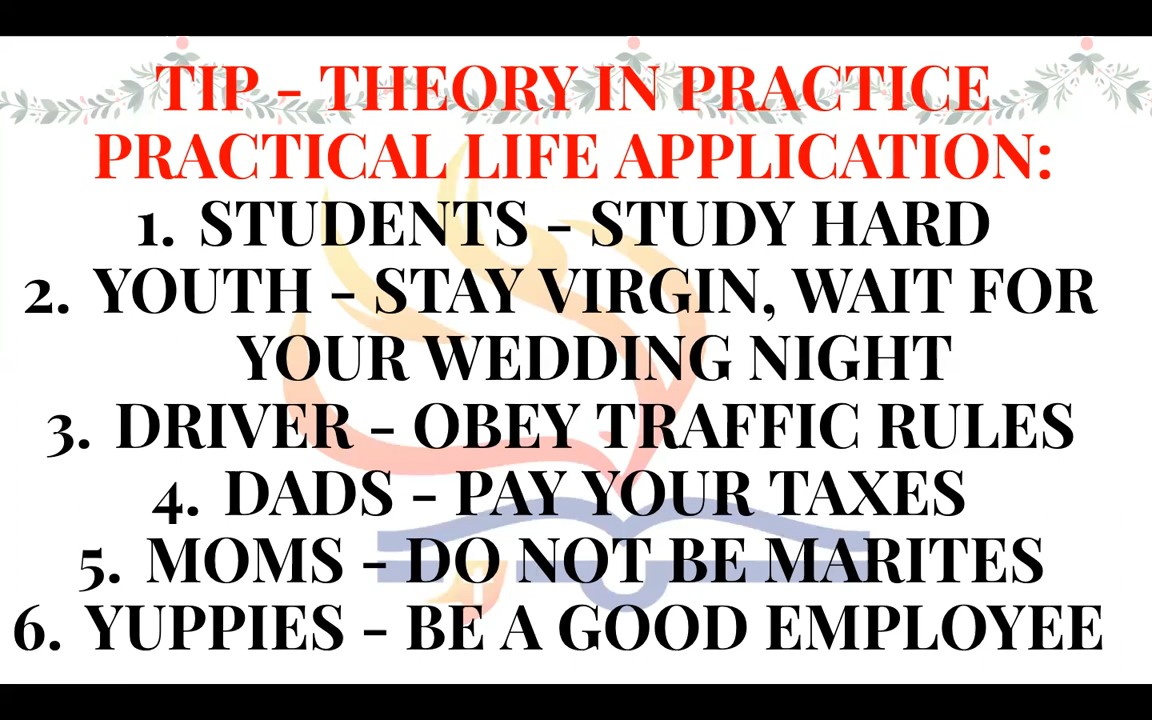 TIP - THEORY IN PRACTICE
PRACTICAL LIFE APPLICATION:
1. STUDENTS - STUDY HARD
2. YOUTH - STAY VIRGIN, WAIT FOR
YOUR WEDDING NIGHT
3. DRIVER - OBEY TRAFFIC RULES
4. DADS - PAY YOUR TAXES
5. MOMS - DO NOT BE MARITES
6. YUPPIES - BE A GOOD EMPLOYEE